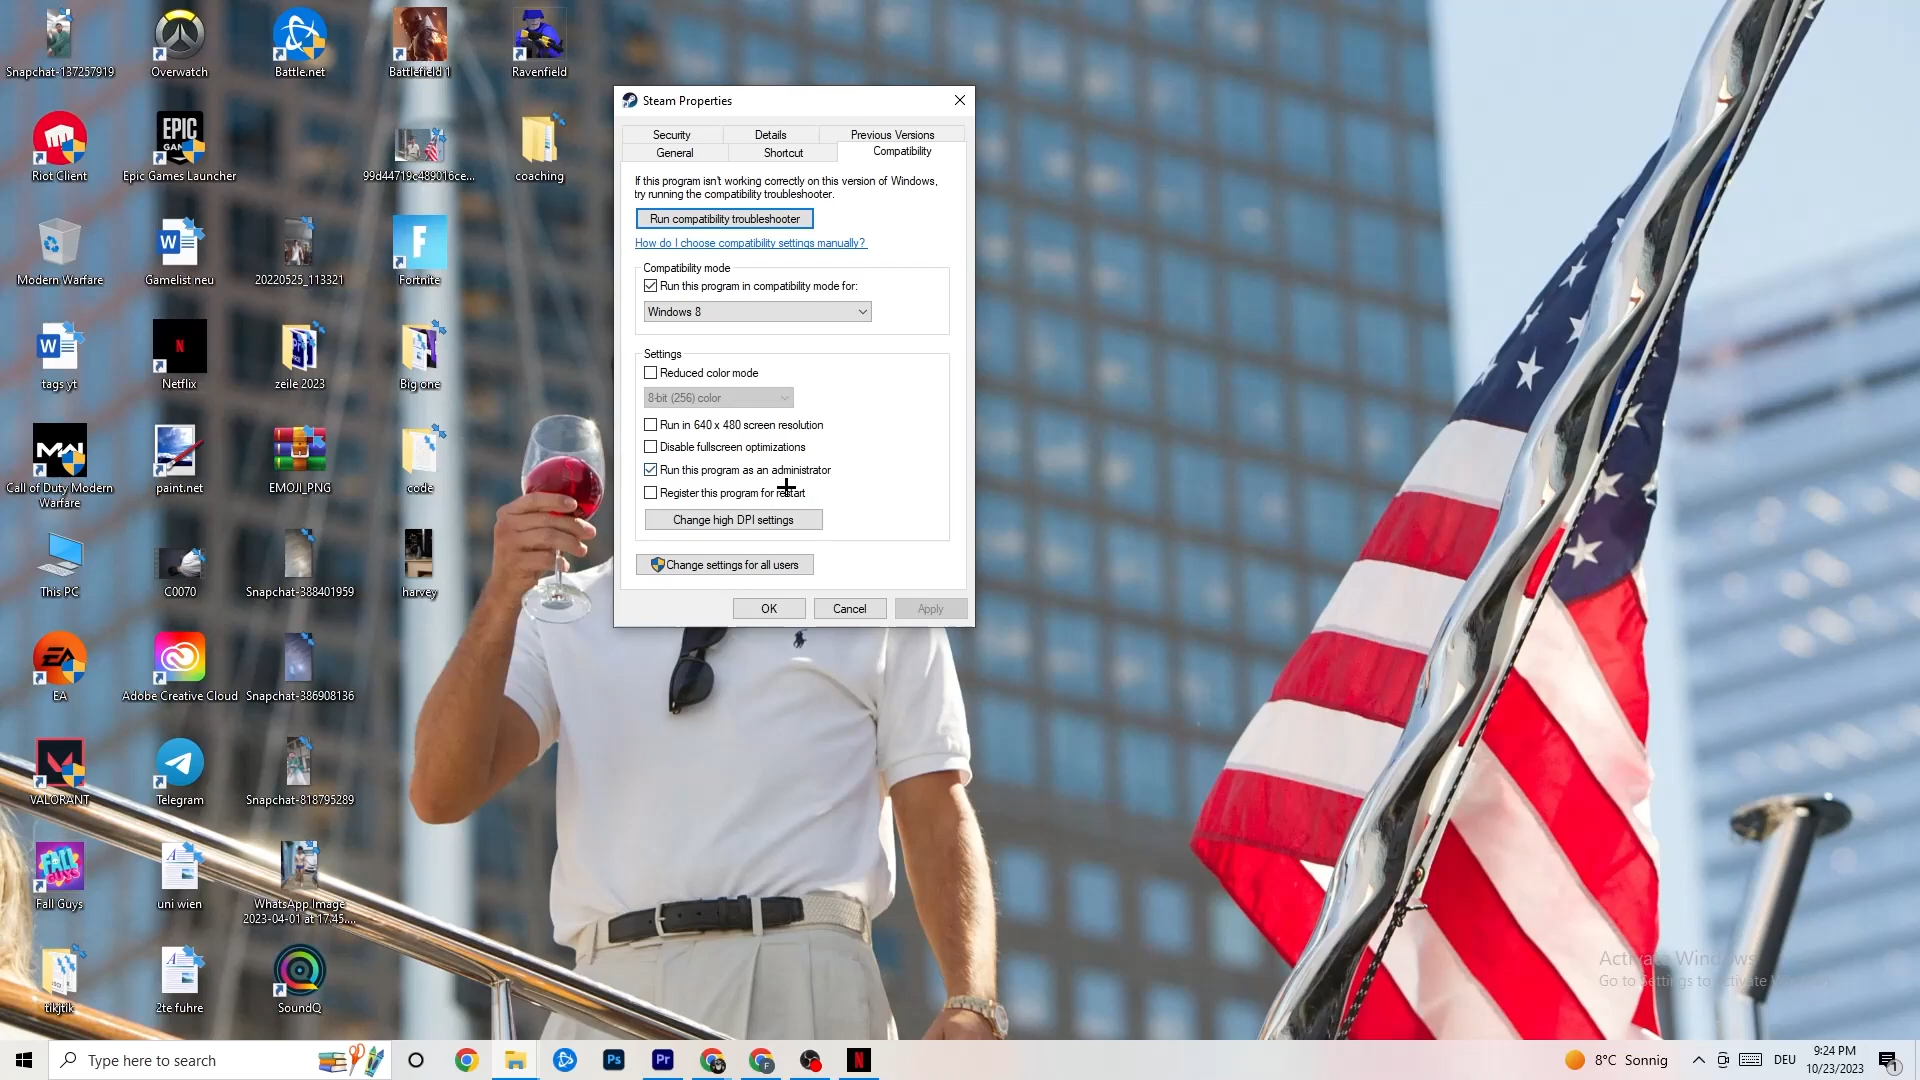 Snapchat-137257919
Overwatch
Battle.net
Battlefield 1
Ravenfield
Riot Client
EPIC
GAMES
Epic Games Launcher
99d44719c489016ce...
coaching
Modern Warfare
Gamelist neu
20220525_113321
Fortnite
tags yt
Netflix
zeile 2023
Big one
Call of Duty Modern
Warfare
paint.net
EMOJI_PNG
code
This PC
C0070
Snapchat-388401959
harvey
EA
Adobe Creative Cloud
Snapchat-386908136
VALORANT
Telegram
Snapchat-818795289
FALL
GUYS
Fall Guys
uni wien
WhatsApp Image
2023-04-01 at 17.45....
tikjtik
2te fuhre
SoundQ
Steam Properties
Security
Details
Previous Versions
General
Shortcut
Compatibility
If this program isn't working correctly on this version of Windows,
try running the compatibility troubleshooter.
Run compatibility troubleshooter
How do I choose compatibility settings manually?
Compatibility mode
Run this program in compatibility mode for:
Windows 8
Settings
Reduced color mode
8-bit (256) color
Run in 640 x 480 screen resolution
Disable fullscreen optimizations
Run this program as an administrator
Register this program for restart
Change high DPI settings
Change settings for all users
OK
Cancel
Apply
Activate Windows
Go to Settings to activate
Type here to search
Ps
Pr
8°C Sonnig
DEU
9:24 PM
10/23/2023
1